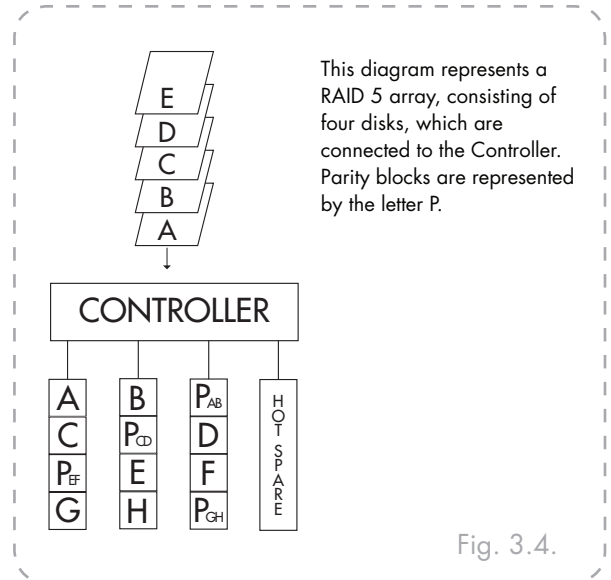 This diagram represents a
RAID 5 array, consisting of
four disks, which are
connected to the Controller.
Parity blocks are represented
by the letter P.
E
D
C
B
A
CONTROLLER
A B PAB HOT SPARE
C PCD D
PEF E F
G H PGH
Fig. 3.4.